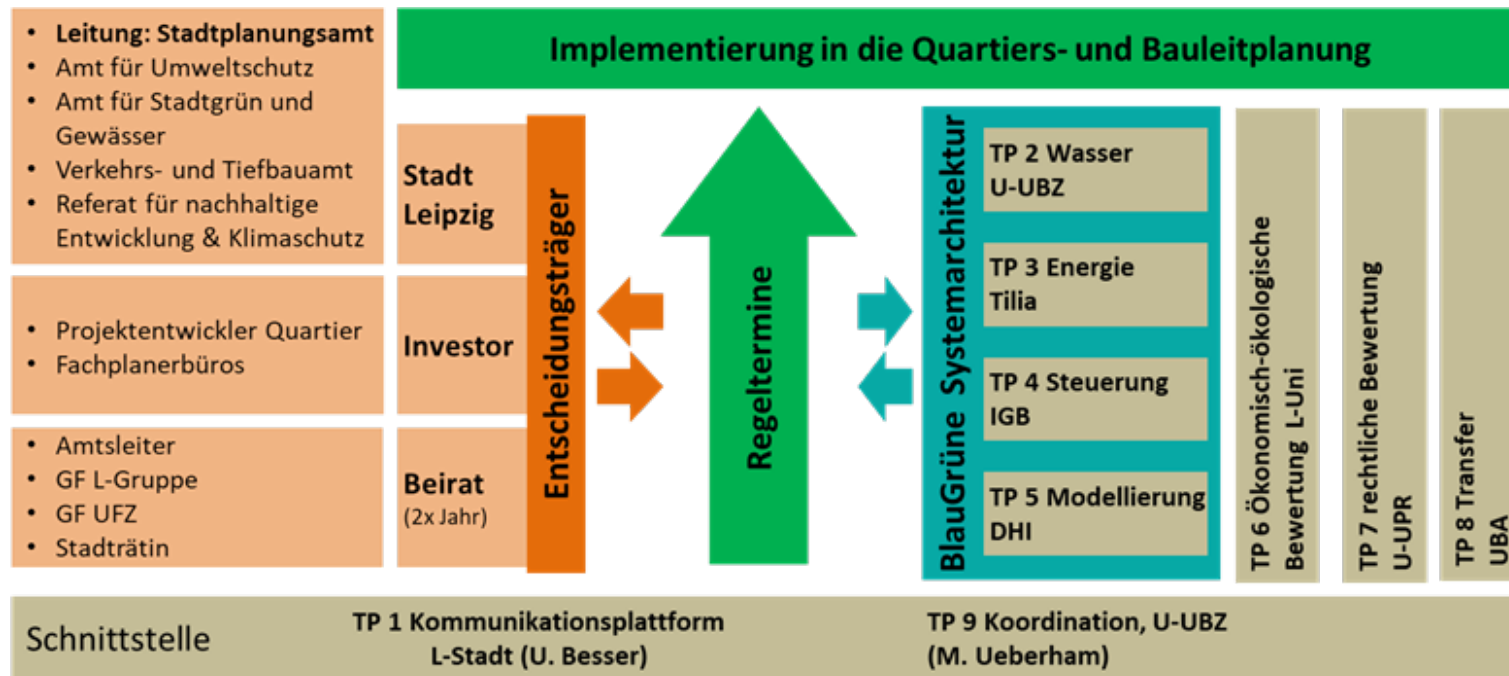 • Leitung: Stadtplanungsamt
• Amt für Umweltschutz
• Amt für Stadtgrün und
Gewässer
• Verkehrs- und Tiefbauamt
• Referat für nachhaltige
Entwicklung & Klimaschutz
• Projektentwickler Quartier
• Fachplanerbüros
• Amtsleiter
• GF L-Gruppe
• GF UFZ
• Stadträtin
Stadt
Leipzig
Investor
Beirat
(2x Jahr)
Entscheidungsträger
Implementierung in die Quartiers- und Bauleitplanung
Regeltermine
BlauGrüne Systemarchitektur
TP 2 Wasser
U-UBZ
TP 3 Energie
Tilia
TP 4 Steuerung
IGB
TP 5 Modellierung
DHI
TP 6 Ökonomisch-ökologische
Bewertung L-Uni
TP 7 rechtliche Bewertung
U-UPR
TP 8 Transfer
UBA
Schnittstelle
TP 1 Kommunikationsplattform
L-Stadt (U. Besser)
TP 9 Koordination, U-UBZ
(M. Ueberham)